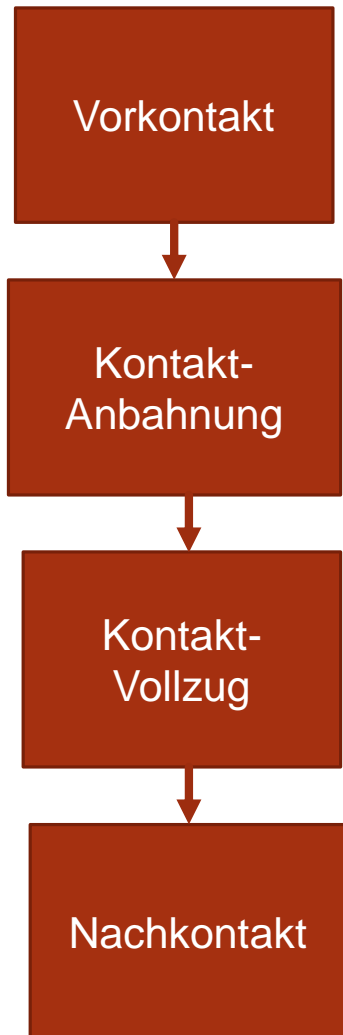 Vorkontakt
Kontakt-
Anbahnung
Kontakt-
Vollzug
Nachkontakt